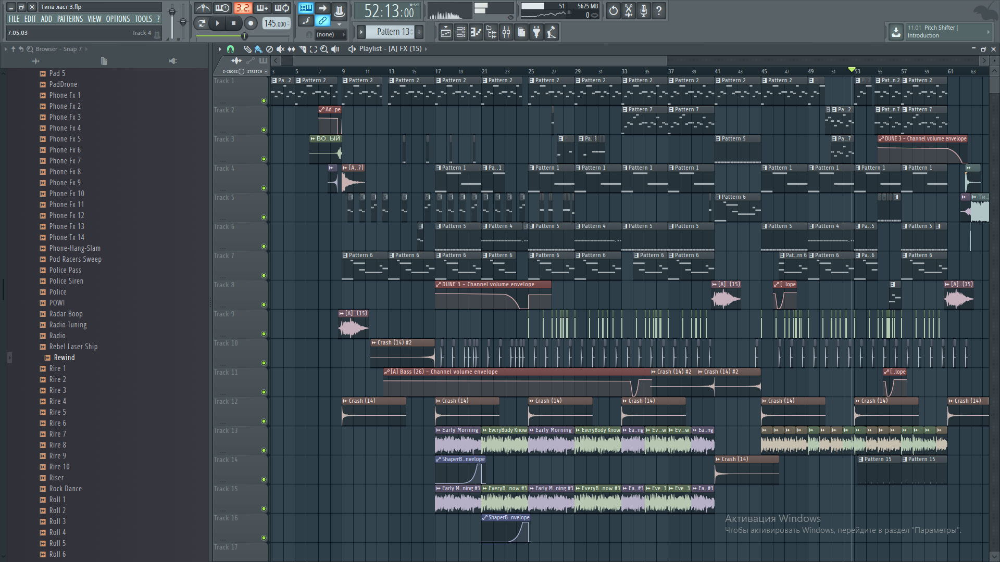 Типа ласт 3.flp
FILE EDIT ADD PATTERNS VIEW OPTIONS TOOLS ?
7:05:03 Track 4
3.2.
145.000
(none)
52:13:00 B:S:T
Pattern 13
51 5625 MB
0
11.01 Pitch Shifter |
Introduction
Browser - Snap 7
Playlist - [A] FX (15)
Z-CROSS STRETCH
3 5 7 9 11 13 15 17 19 21 23 25 27 29 31 33 35 37 39 41 43 45 47 49 51 53 55 57 59 61 63
Pad 5
PadDrone
Phone Fx 1
Phone Fx 2
Phone Fx 3
Phone Fx 4
Phone Fx 5
Phone Fx 6
Phone Fx 7
Phone Fx 8
Phone Fx 9
Phone Fx 10
Phone Fx 11
Phone Fx 12
Phone Fx 13
Phone Fx 14
Phone-Hang-Slam
Pod Racers Sweep
Police Pass
Police Siren
Police
POW!
Radar Boop
Radio Tuning
Radio
Rebel Laser Ship
Rewind
Rire 1
Rire 2
Rire 3
Rire 4
Rire 5
Rire 6
Rire 7
Rire 8
Rire 9
Rire 10
Riser
Rock Dance
Roll 1
Roll 2
Roll 3
Roll 4
Roll 5
Roll 6
Track 1 Pa..2 Pattern 2 Pattern 2 Pattern 2 Pattern 2 Pattern 2 Pattern 2 Pattern 2 Pattern 2 Pattern 2 Pattern 2 Pattern 2 Pat..n 2 Pattern 2
Track 2 Ad..pe Pattern 7 Pattern 7 Pa..2 Pat..n 7 Pattern 7
Track 3 ВО..ЫЙ Pa..3 Pattern 5 Pa..7 DUNE 3 - Channel volume envelope
Track 4 [A..7) Pattern 1 Pa..1 Pattern 1 Pattern 1 Pattern 1 Pattern 1 Pattern 1 Pattern 1 Pattern 1 Pattern 1
Track 5 Pattern 6 Ти..
Track 6 Pattern 5 Pattern 4 Pattern 5 Pattern 4 Pattern 5 Pattern 5 Pattern 5 Pattern 4 Pa..5 Pattern 5
Track 7 Pattern 6 Pattern 6 Pattern 6 Pattern 6 Pattern 6 Pattern 6 Pattern 6 Pattern 6 Pat..rn 6 Pattern 6 Pa..6 Pattern 6
Track 8 DUNE 3 - Channel volume envelope [A]..(15) [..lope [A]..(15)
Track 9 [A]..(15)
Track 10 Crash (14) #2
Track 11 [A] Bass (26) - Channel volume envelope Crash (14) #2 Crash (14) #2 [..lope
Track 12 Crash (14) Crash (14) Crash (14) Crash (14) Crash (14) Crash (14) Crash (14)
Track 13 Early Morning EveryBody Know Early Morning EveryBody Know Ea..ng Ev..w Ev..w Ea..ng
Track 14 ShaperB..nvelope Crash (14) Pattern 15 Pattern 15
Track 15 Early M..ning #3 EveryB..now #3 Early M..ning #3 EveryB..now #3 Ea..#3 Eve..3 Eve..3 Ea..#3
Track 16 ShaperB..nvelope
Track 17
Активация Windows
Чтобы активировать Windows, перейдите в раздел "Параметры".